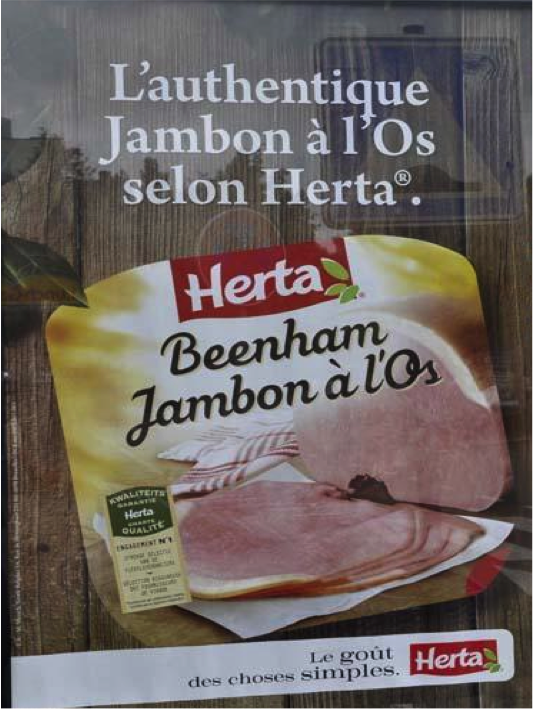 L'authentique
Jambon à l'Os
selon Herta®.
Herta®
Beenham
Jambon à l'Os
KWALITEITS
GARANTIE
Herta
CHARTE
QUALITÉ
ENGAGEMENT N°1
Le goût
des choses simples.
Herta